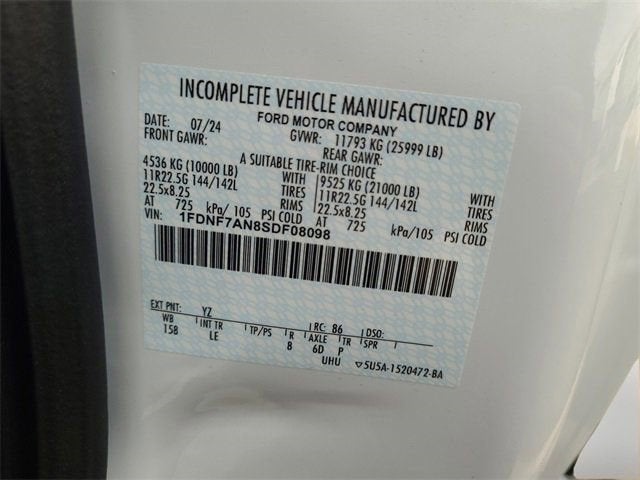 INCOMPLETE VEHICLE MANUFACTURED BY
FORD MOTOR COMPANY
DATE: 07/24 GVWR: 11793 KG (25999 LB)
FRONT GAWR: REAR GAWR:
A SUITABLE TIRE-RIM CHOICE
4536 KG (10000 LB) WITH 9525 KG (21000 LB) WITH
11R22.5G 144/142L TIRES 11R22.5G 144/142L TIRES
22.5x8.25 RIMS 22.5x8.25 RIMS
AT 725 kPa/105 PSI COLD AT 725 kPa/105 PSI COLD
VIN: 1FDNF7AN8SDF08098
EXT PNT: YZ RC: 86 DSO:
WB INT TR TP/PS R AXLE TR SPR
158 LE 8 6D P
UHU 5U5A-1520472-BA